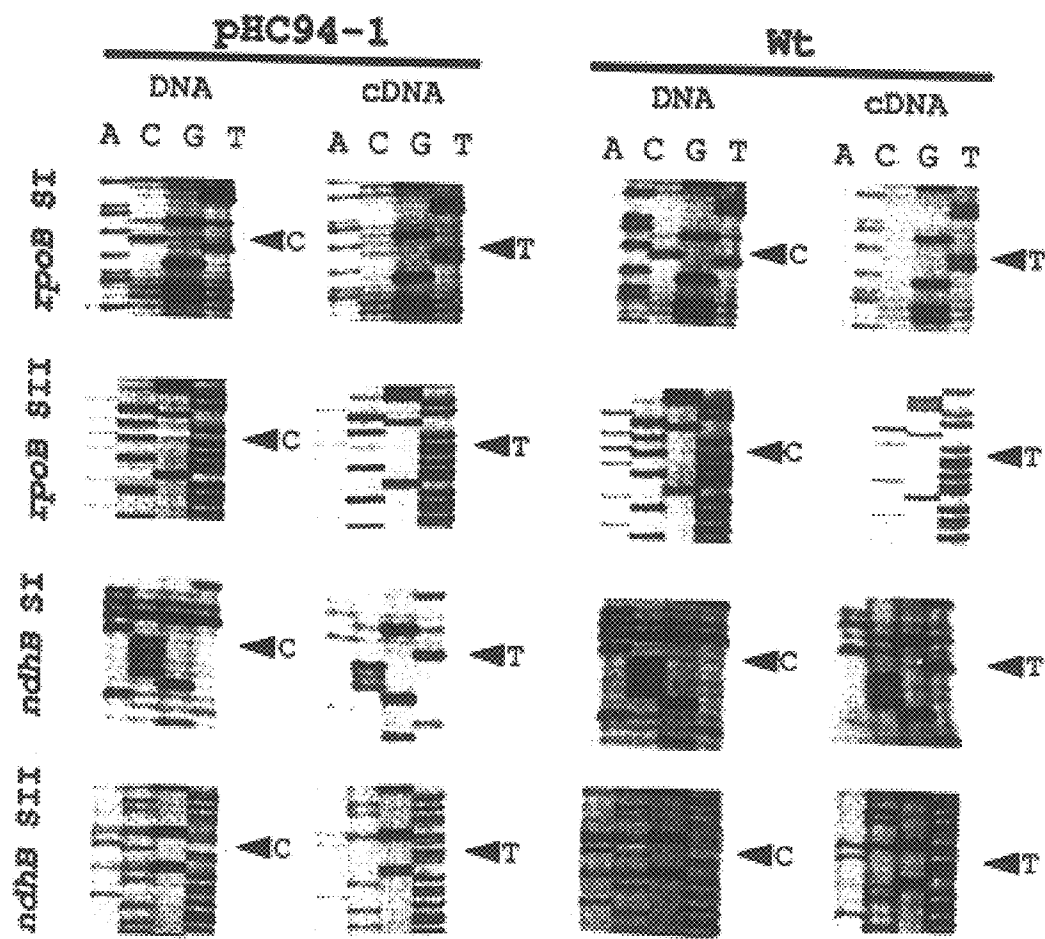 pHC94-1 Wt
DNA cDNA DNA cDNA
A C G T A C G T A C G T A C G T
rpoB SI C T C T
rpoB SII C T C T
ndhB SI C T C T
ndhB SII C T C T